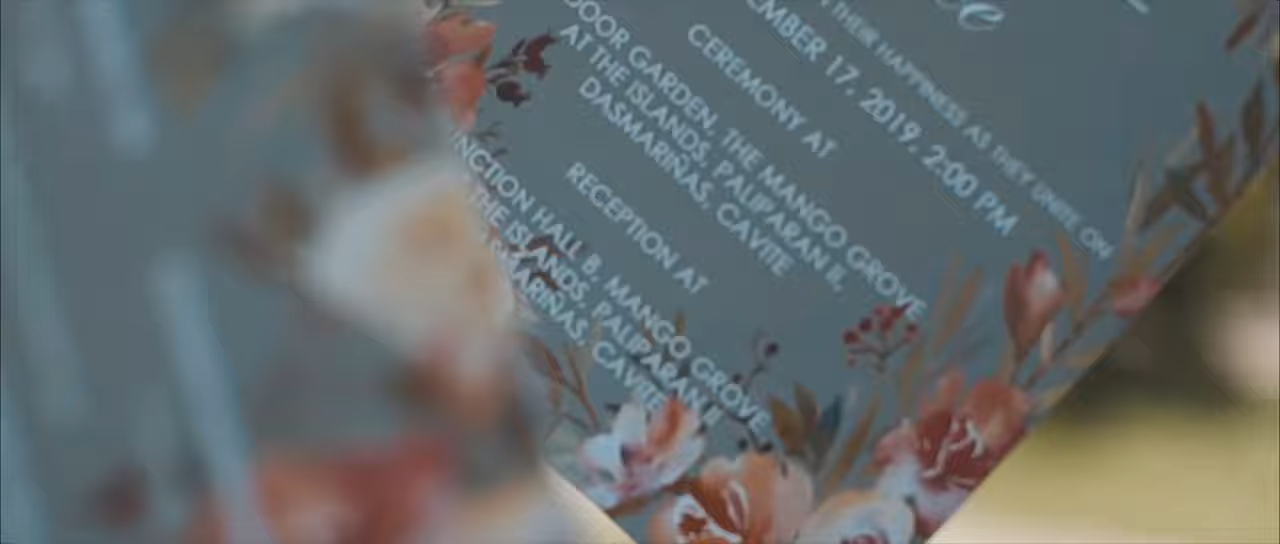 THEIR HAPPINESS AS THEY UNITE ON
EMBER 17, 2019, 2:00 PM
CEREMONY AT
DOOR GARDEN, THE MANGO GROVE
AT THE ISLANDS, PALIPARAN II,
DASMARIÑAS, CAVITE
RECEPTION AT
NCTION HALL B, MANGO GROVE
THE ISLANDS, PALIPARAN II
MARIÑAS, CAVITE